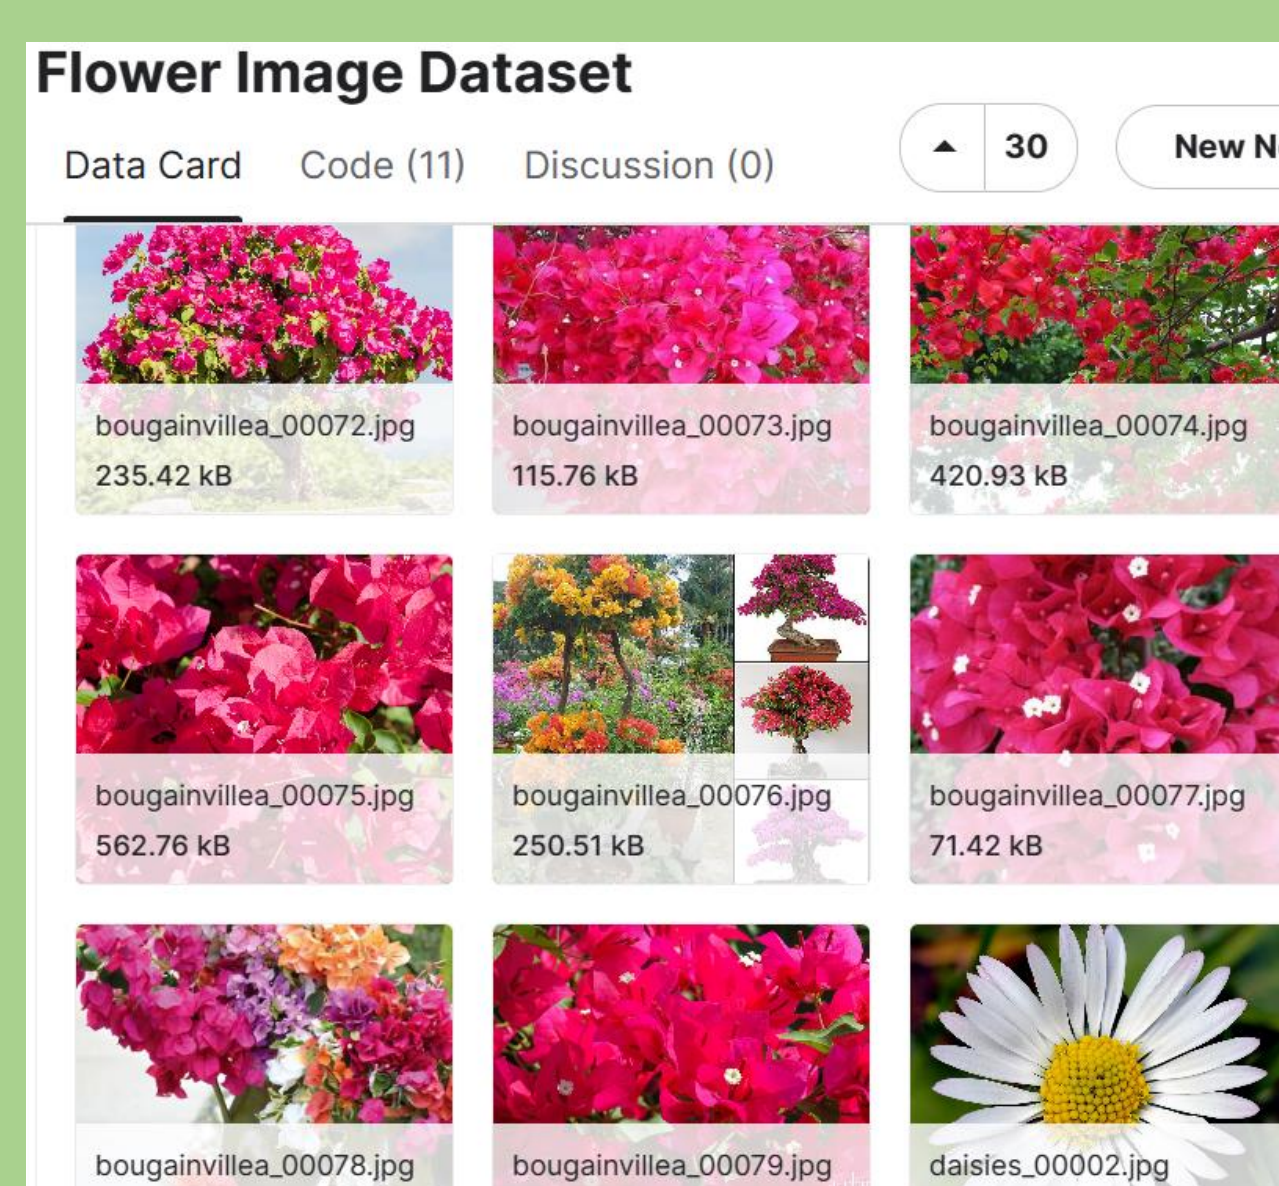 Flower Image Dataset
Data Card Code (11) Discussion (0) 30 New N
bougainvillea_00072.jpg bougainvillea_00073.jpg bougainvillea_00074.jpg
235.42 kB 115.76 kB 420.93 kB
bougainvillea_00075.jpg bougainvillea_00076.jpg bougainvillea_00077.jpg
562.76 kB 250.51 kB 71.42 kB
bougainvillea_00078.jpg bougainvillea_00079.jpg daisies_00002.jpg